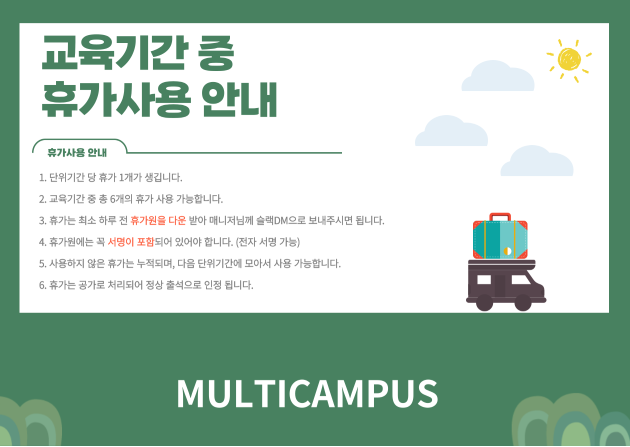 교육기간 중
휴가사용 안내
휴가사용 안내
1. 단위기간 당 휴가 1개가 생깁니다.
2. 교육기간 중 총 6개의 휴가 사용 가능합니다.
3. 휴가는 최소 하루 전 휴가원을 다운 받아 매니저님께 슬랙DM으로 보내주시면 됩니다.
4. 휴가원에는 꼭 서명이 포함되어 있어야 합니다. (전자 서명 가능)
5. 사용하지 않은 휴가는 누적되며, 다음 단위기간에 모아서 사용 가능합니다.
6. 휴가는 공가로 처리되어 정상 출석으로 인정 됩니다.
MULTICAMPUS